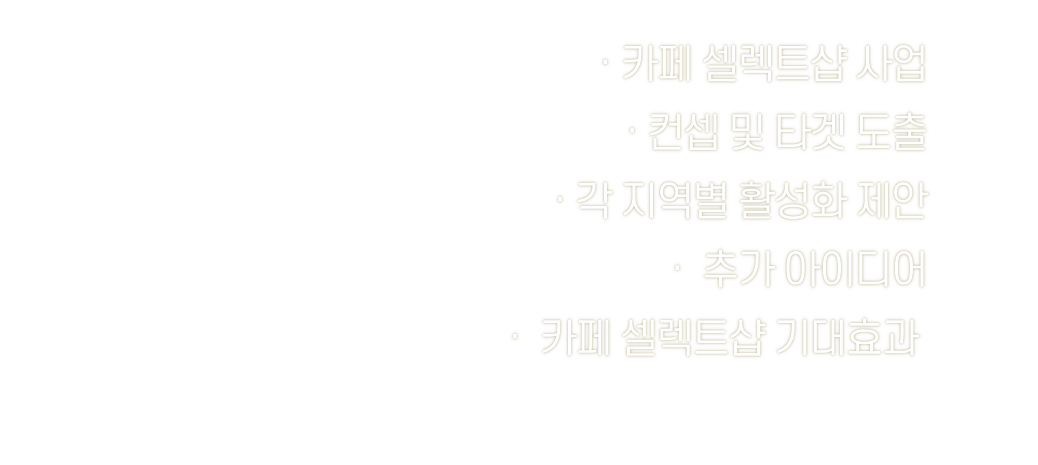 · 카페 셀렉트샵 사업
· 컨셉 및 타겟 도출
· 각 지역별 활성화 제안
· 추가 아이디어
· 카페 셀렉트샵 기대효과